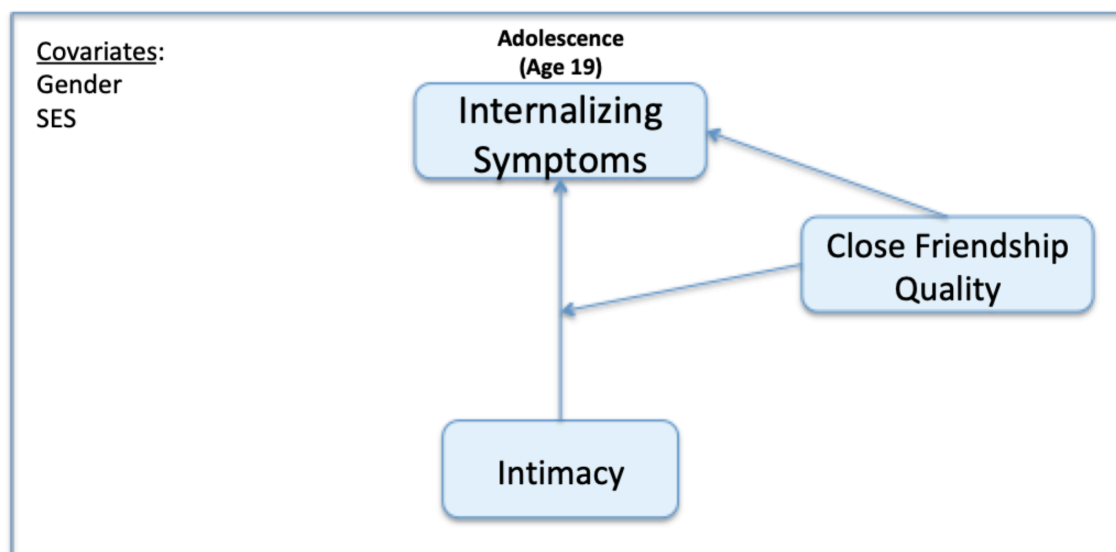 Covariates:
Gender
SES
Adolescence
(Age 19)
Internalizing
Symptoms
Close Friendship
Quality
Intimacy